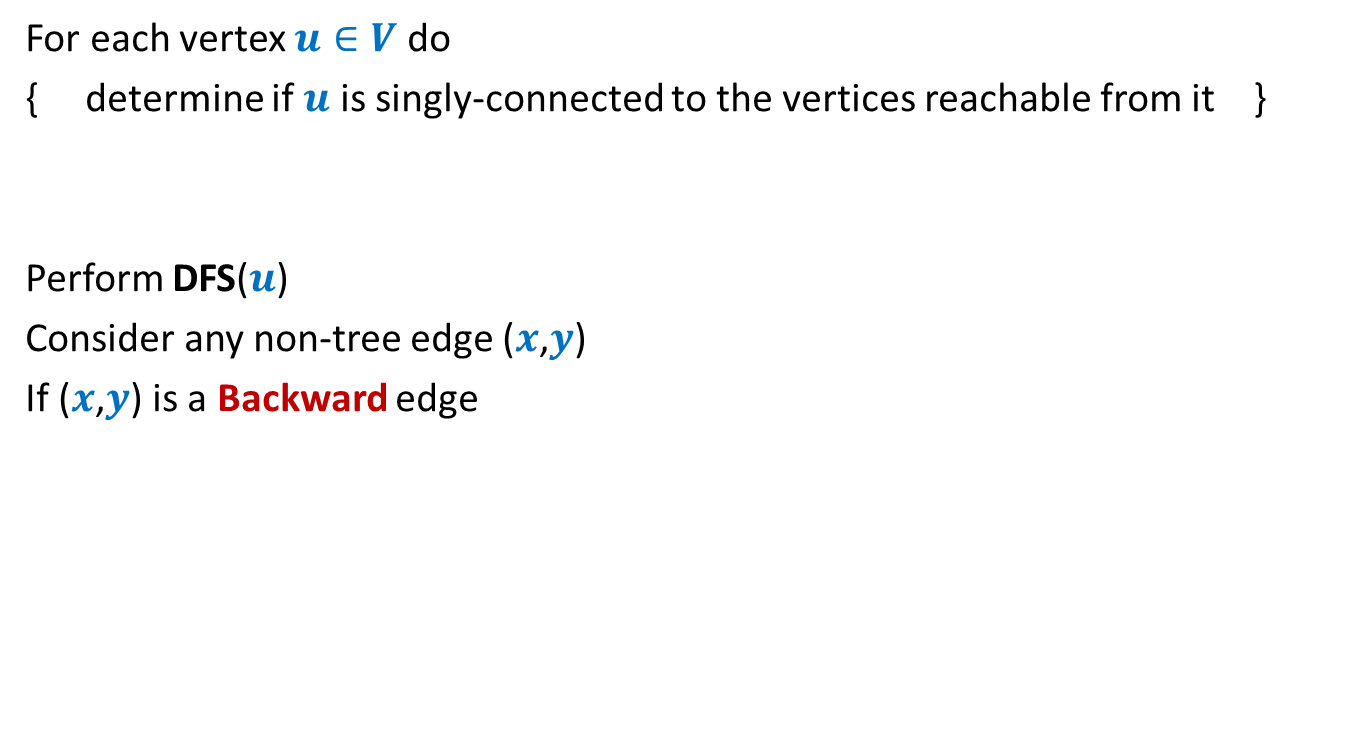 For each vertex u ∈ V do
{ determine if u is singly-connected to the vertices reachable from it }
Perform DFS(u)
Consider any non-tree edge (x,y)
If (x,y) is a Backward edge